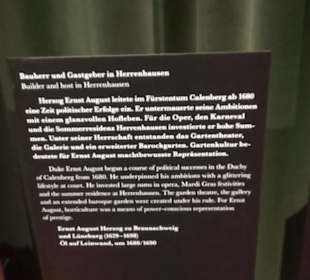 Bauherr und Gastgeber in Herrenhausen
Builder and host in Herrenhausen
Herzog Ernst August leitete im Fürstentum Calenberg ab 1680
eine Zeit politischer Erfolge ein. Er untermauerte seine Ambitionen
mit einem glanzvollen Hofleben. Für die Oper, den Karneval
und die Sommerresidenz Herrenhausen investierte er hohe Sum-
men. Unter seiner Herrschaft entstanden das Gartentheater,
die Galerie und ein erweiterter Barockgarten. Gartenkultur be-
deutete für Ernst August machtbewusste Repräsentation.
Duke Ernst August began a course of political successes in the Duchy
of Calenberg from 1680. He underpinned his ambitions with a glittering
lifestyle at court. He invested large sums in opera, Mardi Gras festivities
and the summer residence at Herrenhausen. The garden theatre, the gallery
and an extended baroque garden were created under his rule. For Ernst
August, horticulture was a means of power-conscious representation
of prestige.
Ernst August Herzog zu Braunschweig
und Lüneburg (1629–1698)
Öl auf Leinwand, um 1680/1690